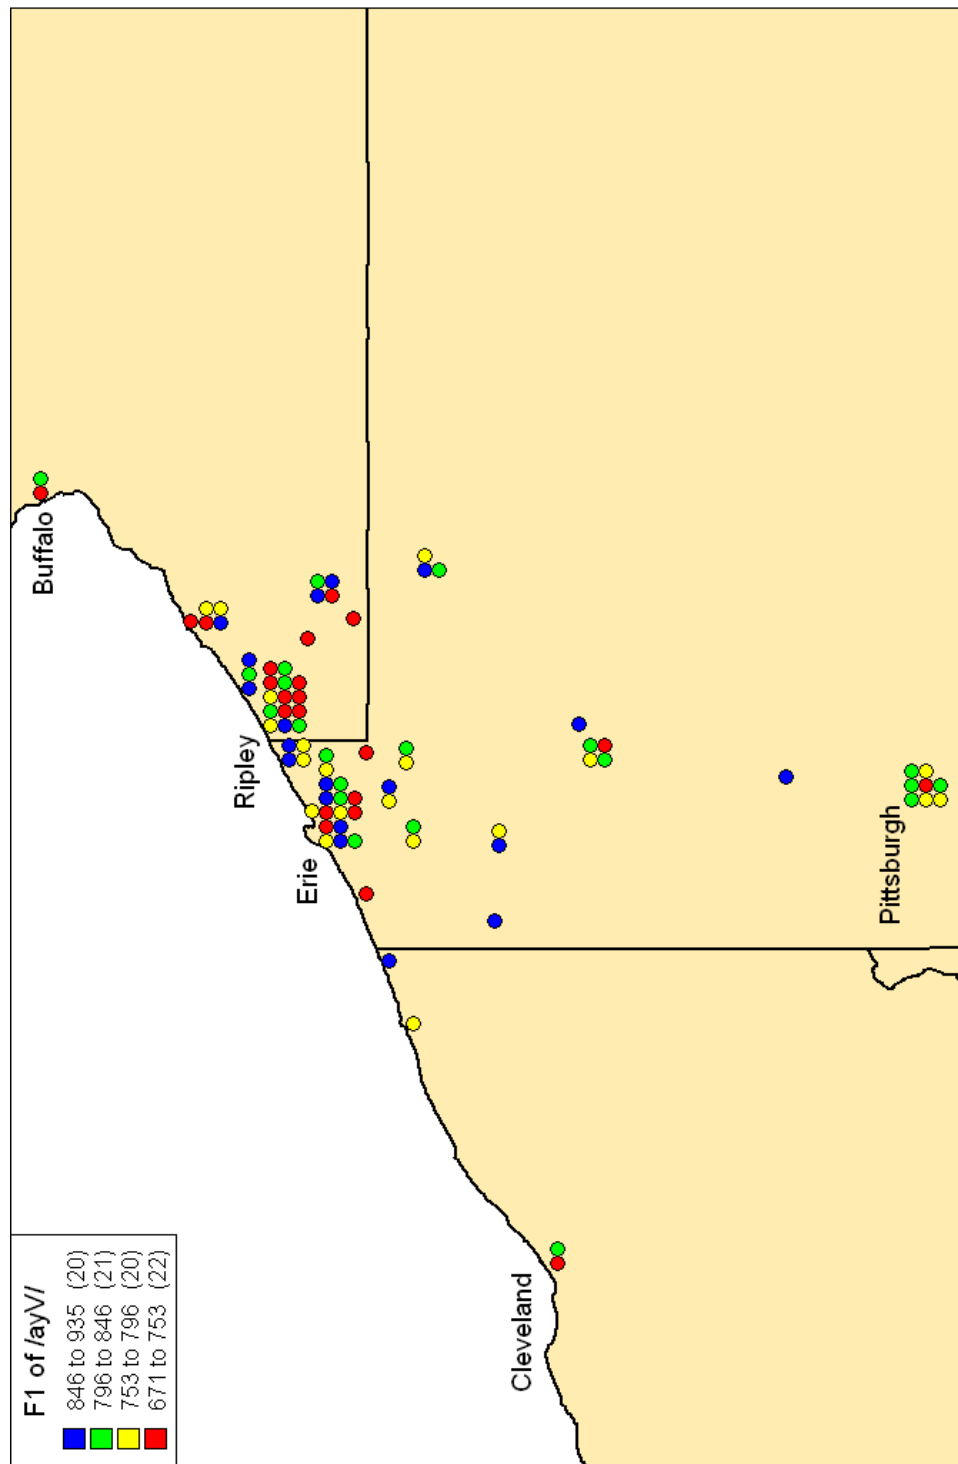 F1 of /ayV/
846 to 935 (20)
796 to 846 (21)
753 to 796 (20)
671 to 753 (22)
Buffalo
Ripley
Erie
Cleveland
Pittsburgh